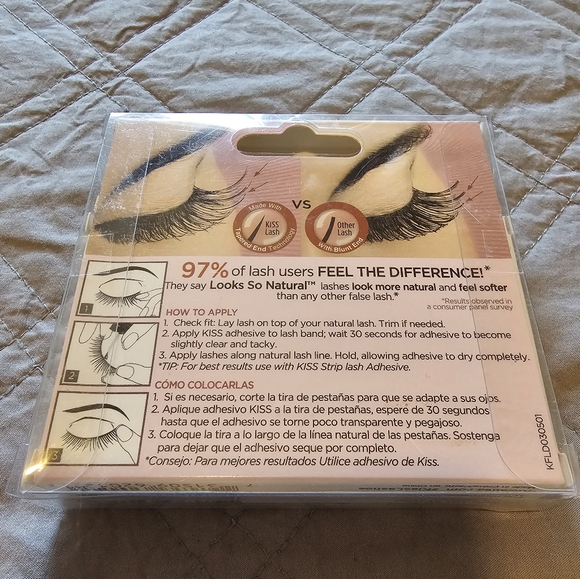 VS
Made With
KISS
Lash
Tapered End Technology
Other
Lash
With Blunt End
97% of lash users FEEL THE DIFFERENCE!*
They say Looks So Natural™ lashes look more natural and feel softer
than any other false lash.*
*Results observed in
a consumer panel survey
HOW TO APPLY
1. Check fit: Lay lash on top of your natural lash. Trim if needed.
2. Apply KISS adhesive to lash band; wait 30 seconds for adhesive to become
slightly clear and tacky.
3. Apply lashes along natural lash line. Hold, allowing adhesive to dry completely.
*TIP: For best results use with KISS Strip lash Adhesive.
CÓMO COLOCARLAS
1. Si es necesario, corte la tira de pestañas para que se adapte a sus ojos.
2. Aplique adhesivo KISS a la tira de pestañas, espere de 30 segundos
hasta que el adhesivo se torne poco transparente y pegajoso.
3. Coloque la tira a lo largo de la línea natural de las pestañas. Sostenga
para dejar que el adhesivo seque por completo.
*Consejo: Para mejores resultados Utilice adhesivo de Kiss.
1
2
3
KFLD030501